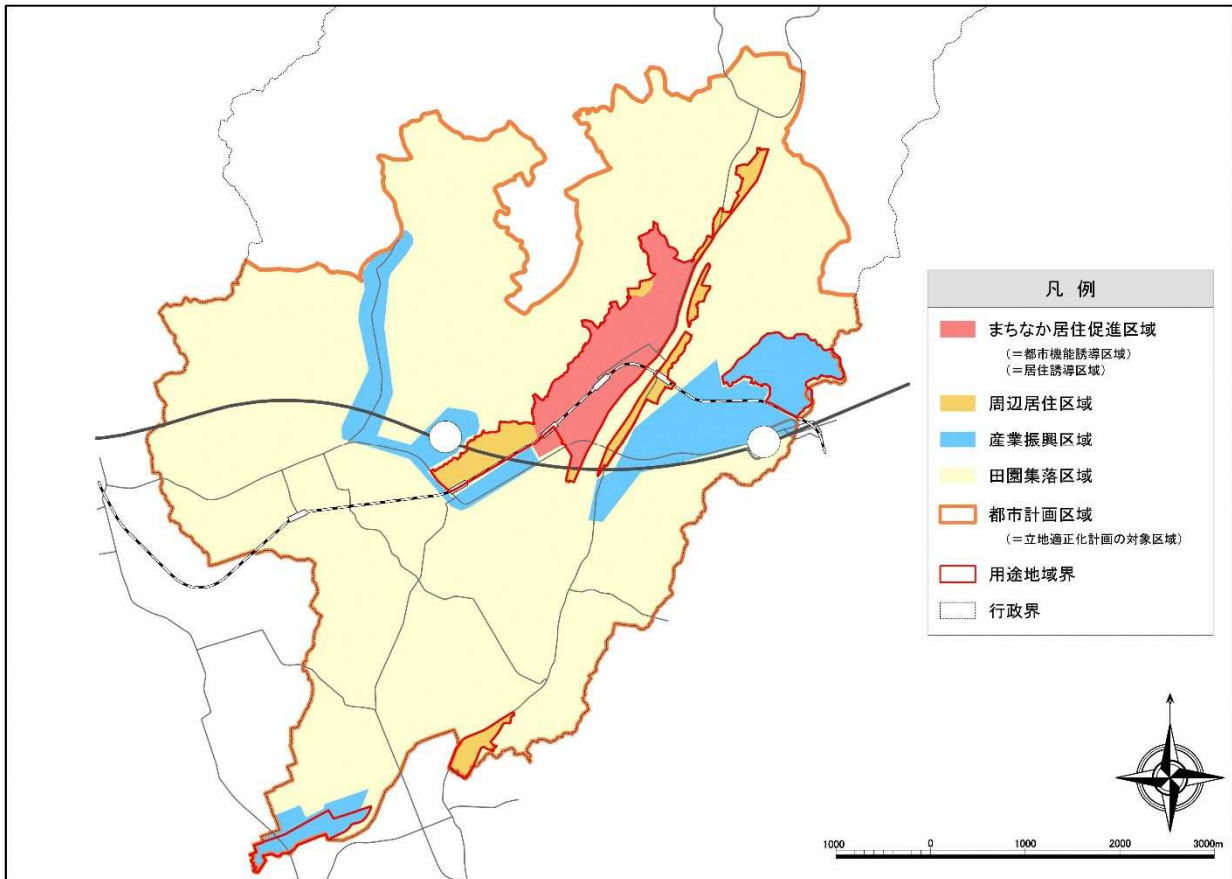 凡 例
まちなか居住促進区域
(=都市機能誘導区域)
(=居住誘導区域)
周辺居住区域
産業振興区域
田園集落区域
都市計画区域
(=立地適正化計画の対象区域)
用途地域界
行政界
1000 0 1000 2000 3000m